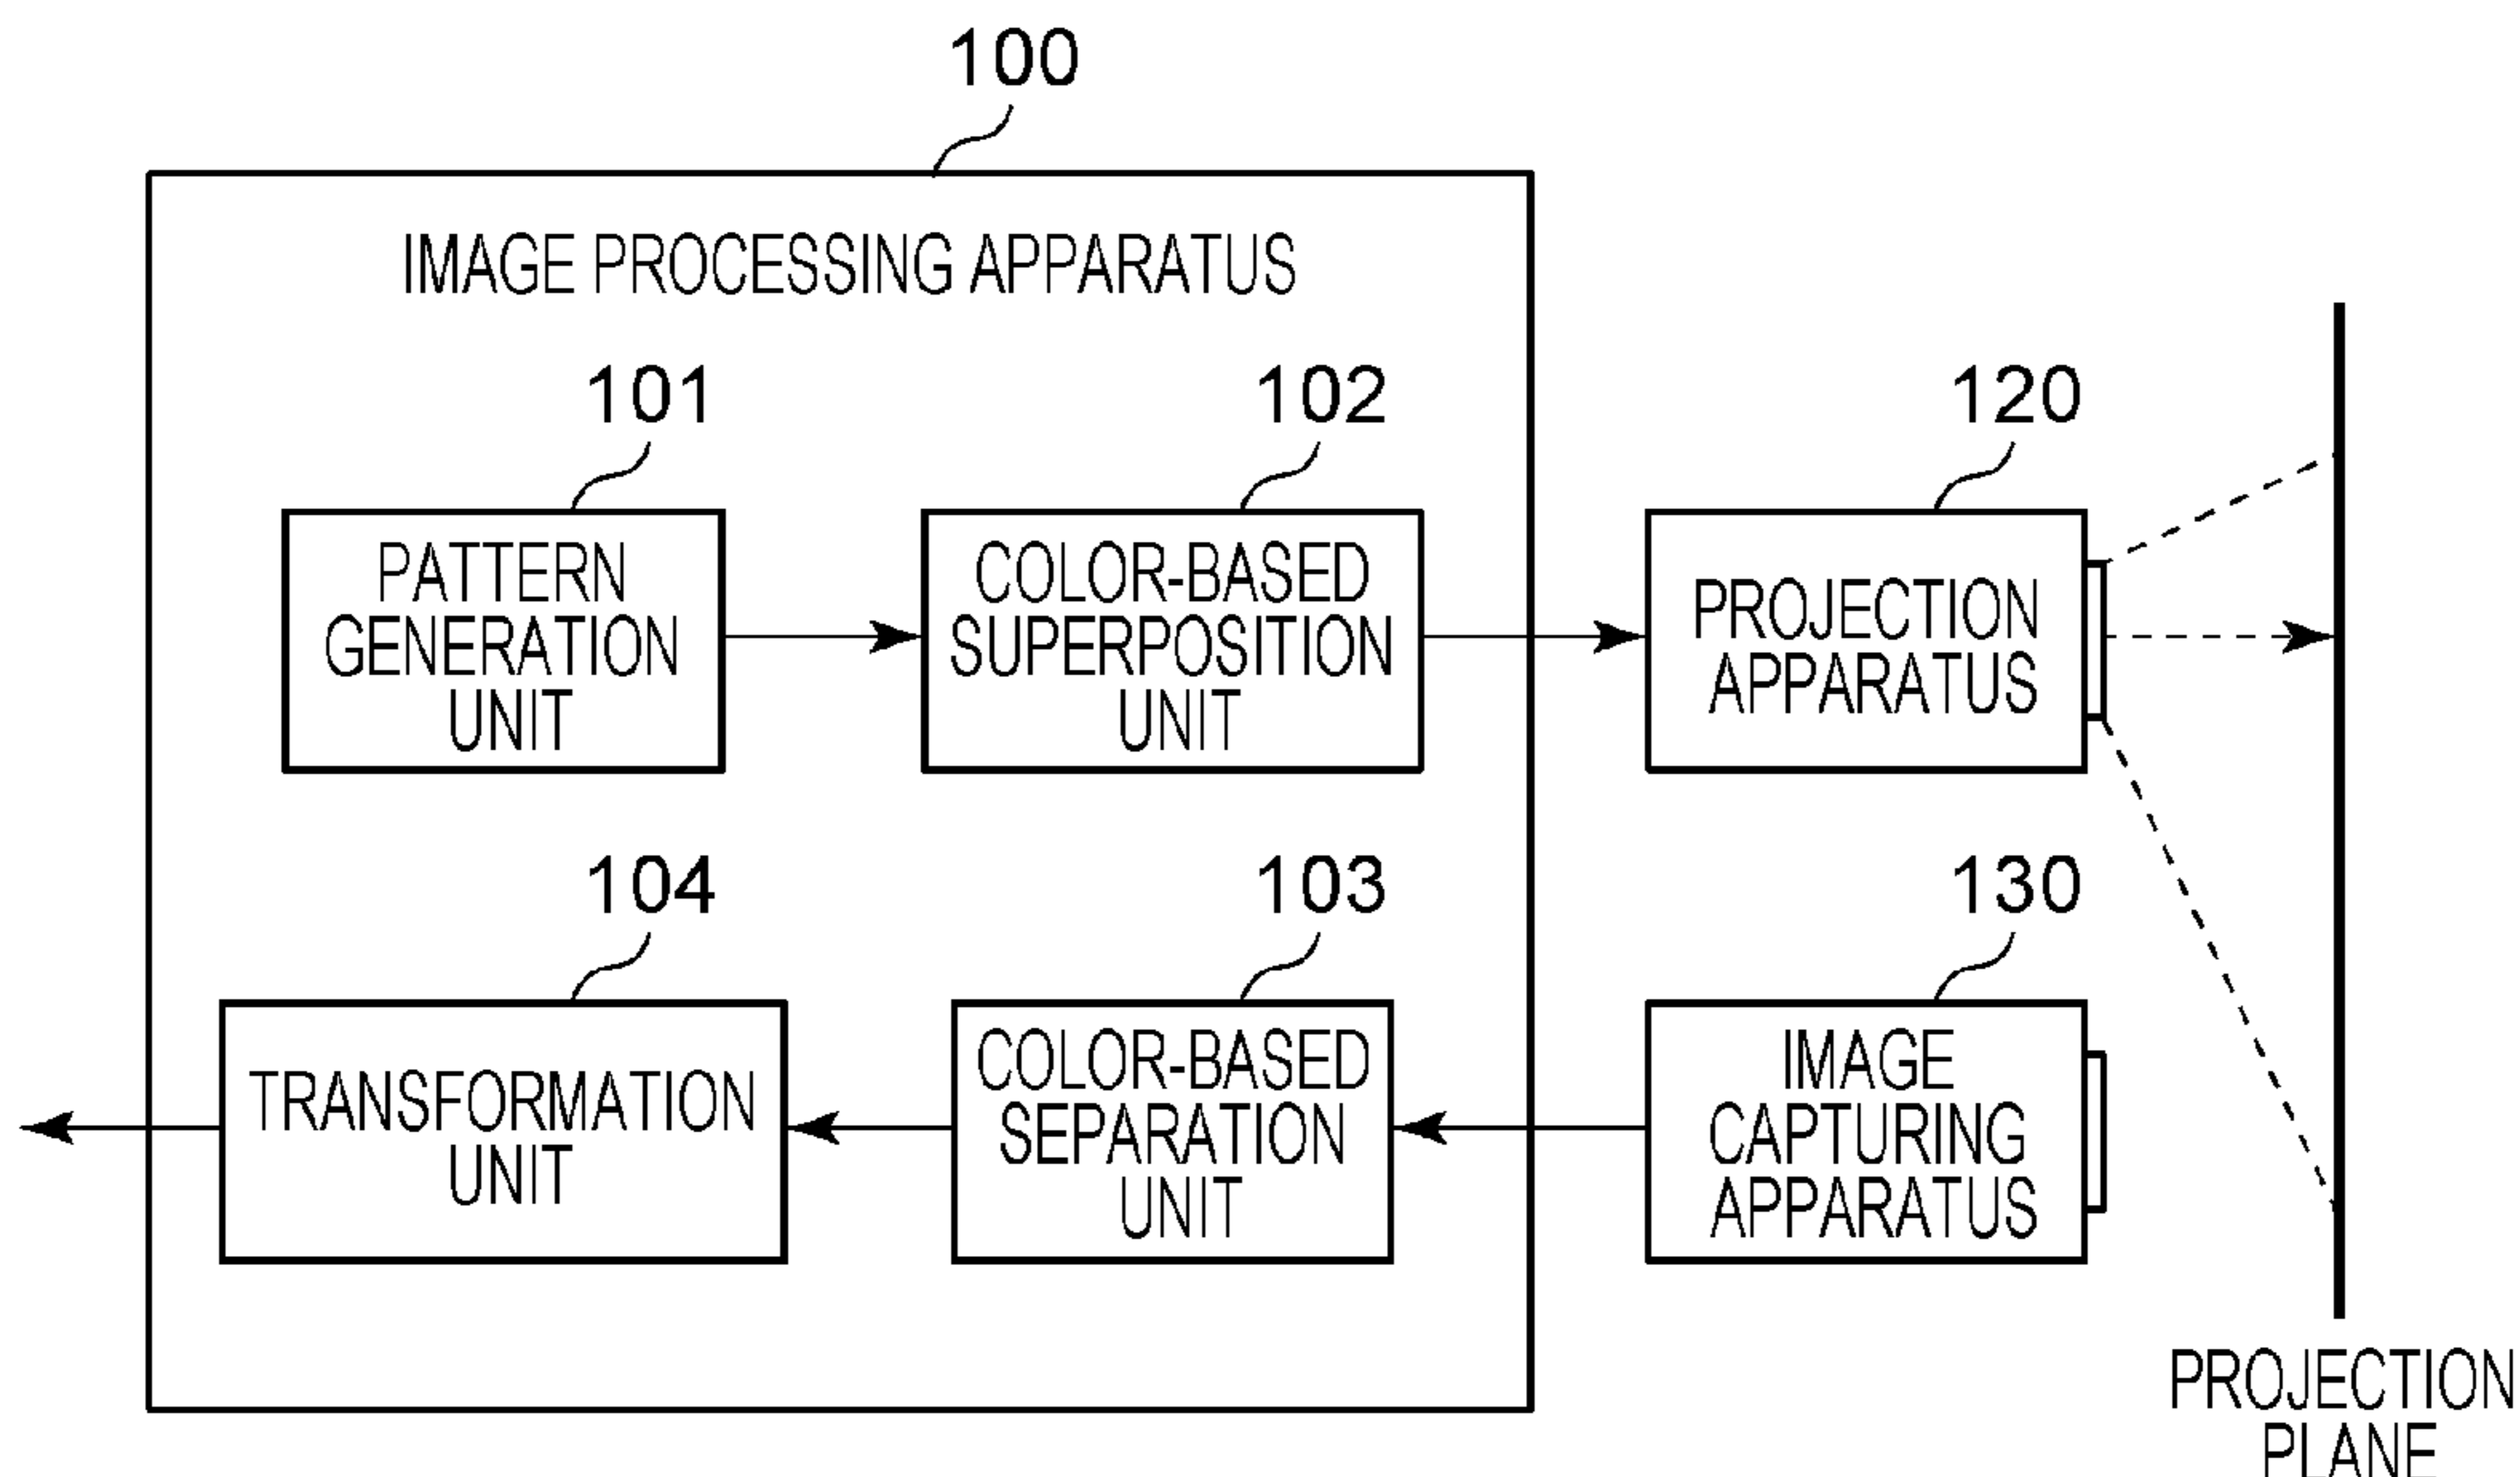 100
IMAGE PROCESSING APPARATUS
101
102
120
PATTERN
GENERATION
UNIT
COLOR-BASED
SUPERPOSITION
UNIT
PROJECTION
APPARATUS
104
103
130
TRANSFORMATION
UNIT
COLOR-BASED
SEPARATION
UNIT
IMAGE
CAPTURING
APPARATUS
PROJECTION
PLANE